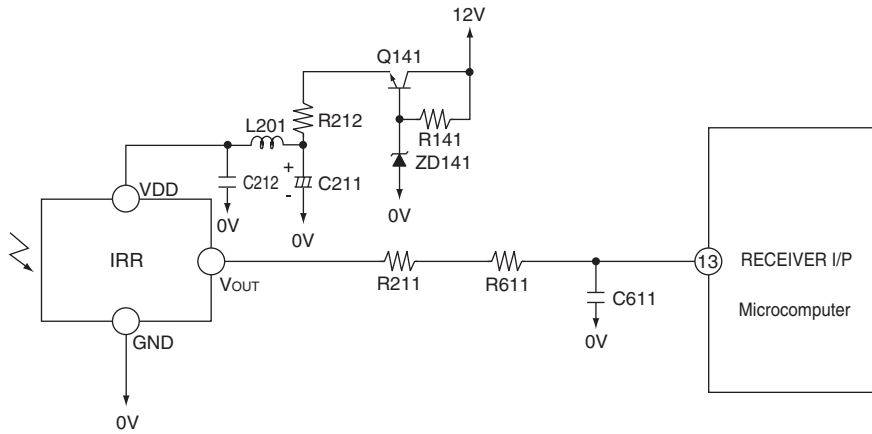 12V
Q141
L201
R212
R141
ZD141
+
-
C212
C211
VDD
0V
0V
0V
IRR
VOUT
R211
R611
13
RECEIVER I/P
C611
Microcomputer
GND
0V
0V